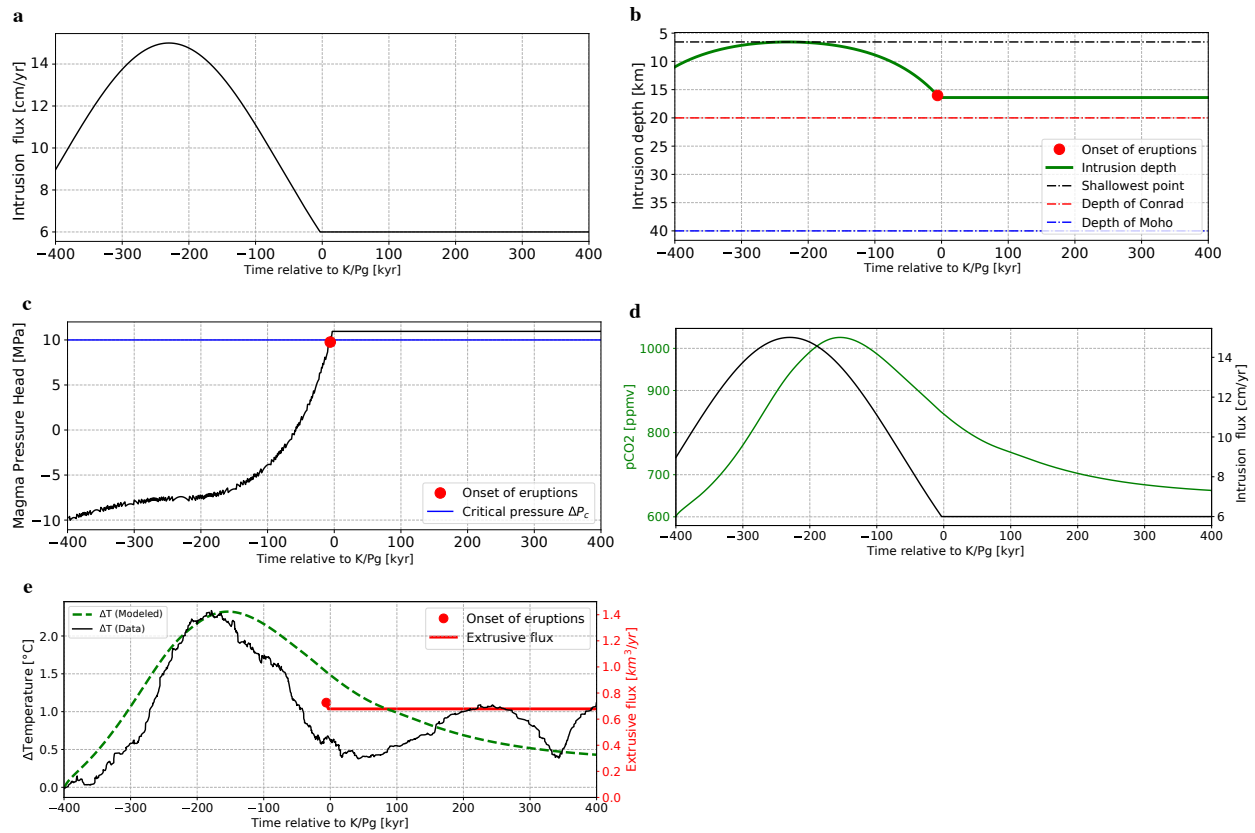 a
Intrusion flux [cm/yr]
14
12
10
8
6
−400 −300 −200 −100 0 100 200 300 400
Time relative to K/Pg [kyr]
b
Intrusion depth [km]
5
10
15
20
25
30
35
40
Onset of eruptions
Intrusion depth
Shallowest point
Depth of Conrad
Depth of Moho
−400 −300 −200 −100 0 100 200 300 400
Time relative to K/Pg [kyr]
c
Magma Pressure Head [MPa]
10
5
0
−5
−10
Onset of eruptions
Critical pressure ΔP_c
−400 −300 −200 −100 0 100 200 300 400
Time relative to K/Pg [kyr]
d
pCO2 [ppmv]
1000
900
800
700
600
14
12
10
8
6
Intrusion flux [cm/yr]
−400 −300 −200 −100 0 100 200 300 400
Time relative to K/Pg [kyr]
e
ΔTemperature [°C]
2.0
1.5
1.0
0.5
0.0
ΔT (Modeled)
ΔT (Data)
Onset of eruptions
Extrusive flux
1.4
1.2
1.0
0.8
0.6
0.4
0.2
0.0
Extrusive flux [km³/yr]
−400 −300 −200 −100 0 100 200 300 400
Time relative to K/Pg [kyr]